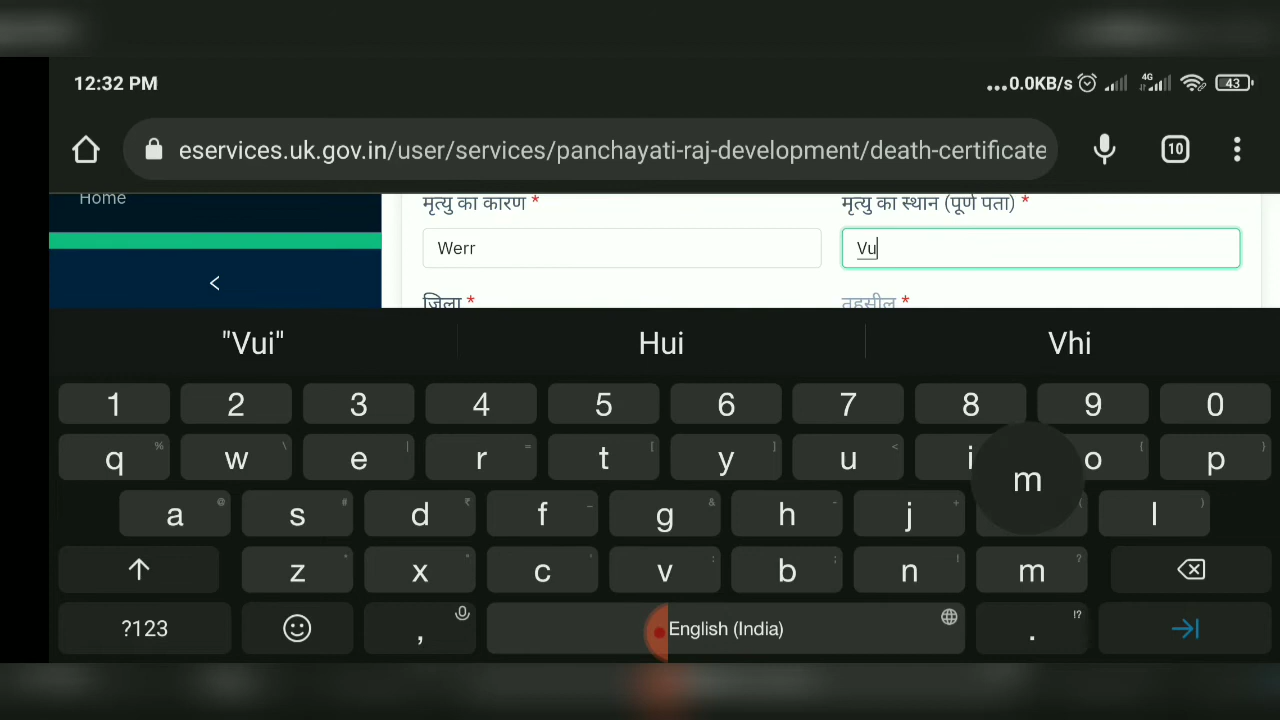 12:32 PM
...0.0KB/s 4G 43
eservices.uk.gov.in/user/services/panchayati-raj-development/death-certificate
10
Home
मृत्यु का कारण * मृत्यु का स्थान (पूर्ण पता) *
Werr Vu
<
ज़िला * तहसील *
"Vui" Hui Vhi
1 2 3 4 5 6 7 8 9 0
q % w \ e | r = t [ y ] u < i o { p }
a @ s # d ₹ f _ g & h - j + ( l )
m
z * x " c ' v : b ; n ! m ?
?123 , English (India) . !?